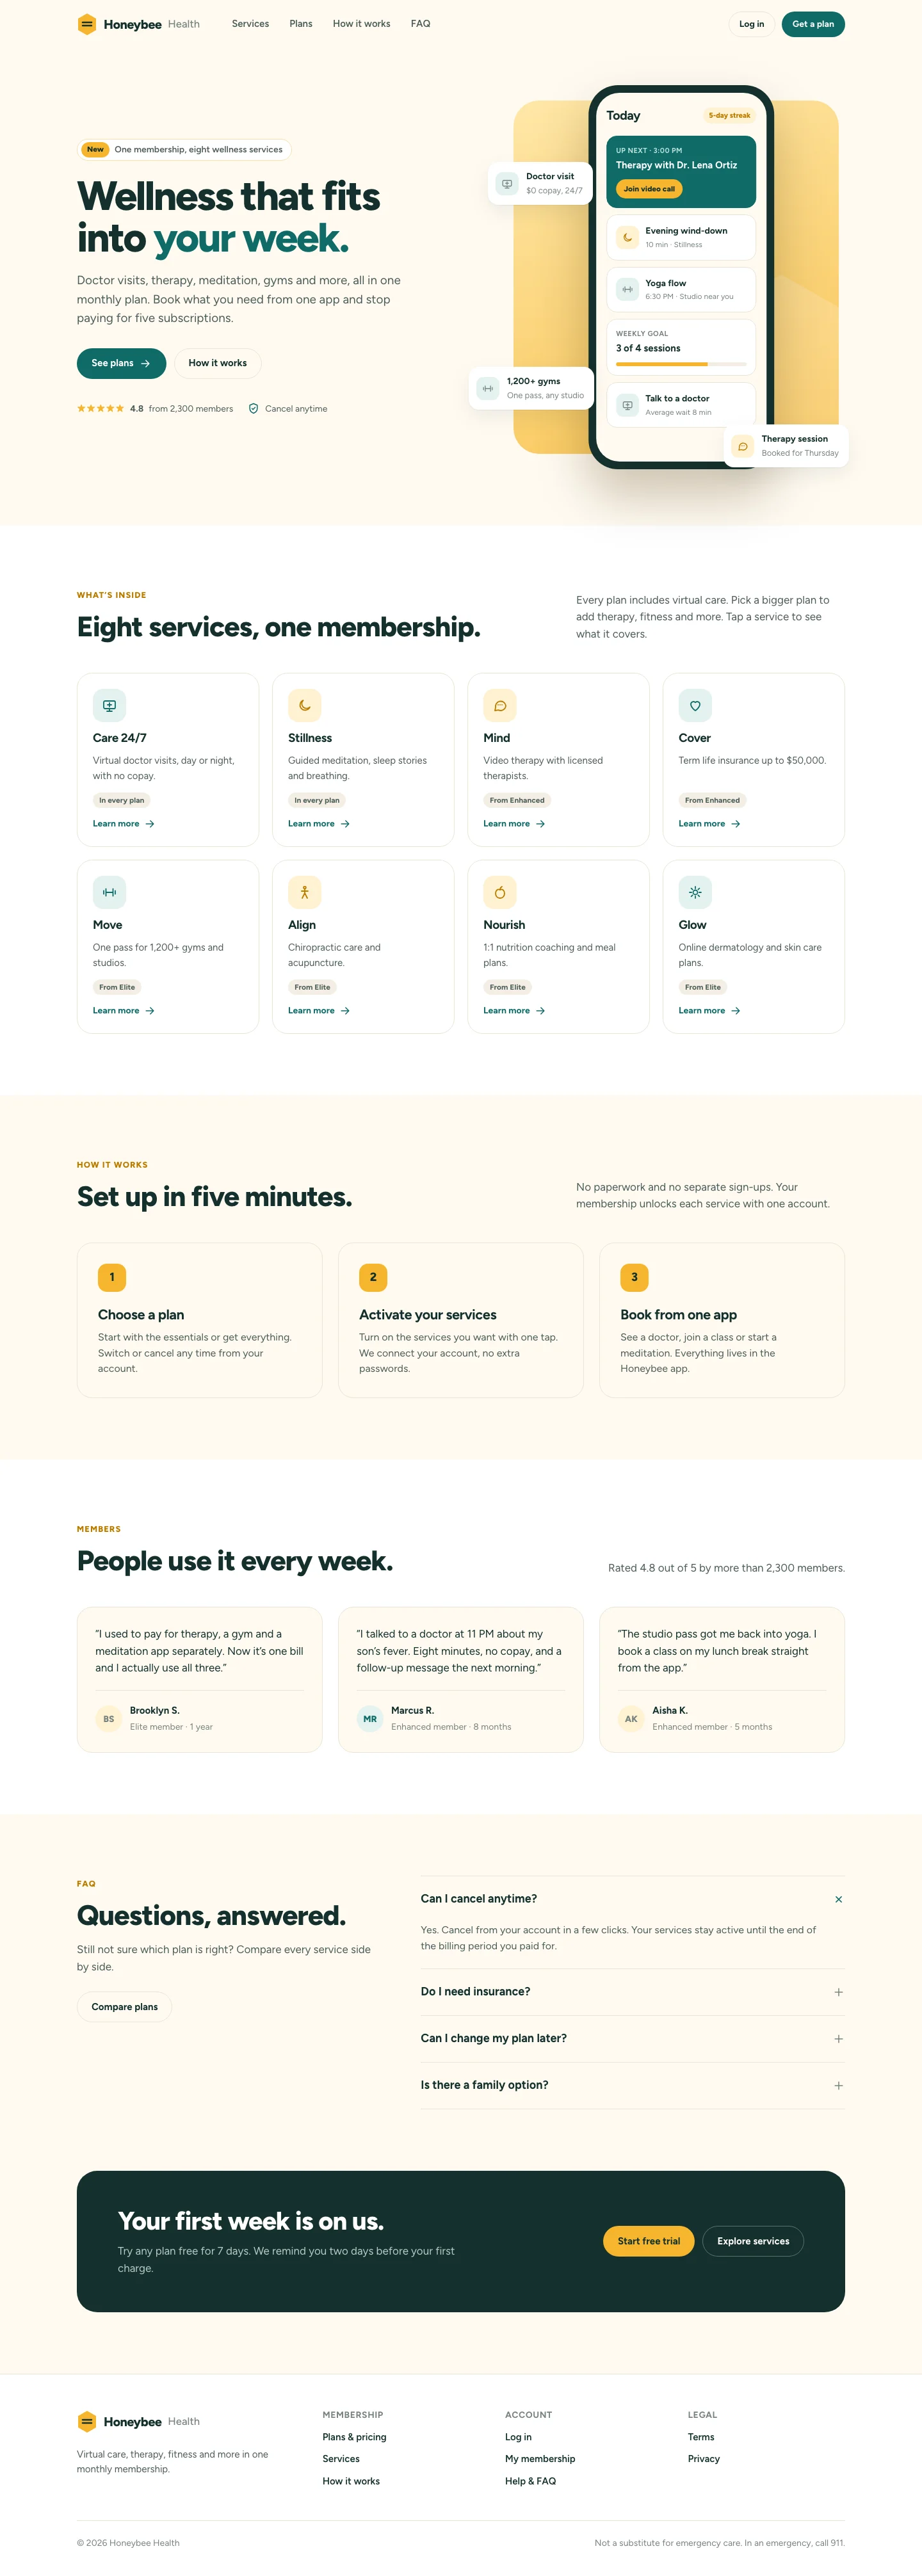 Honeybee Health
Services
Plans
How it works
FAQ
Log in
Get a plan
New One membership, eight wellness services
Wellness that fits
into your week.
Doctor visits, therapy, meditation, gyms and more, all in one
monthly plan. Book what you need from one app and stop
paying for five subscriptions.
See plans
How it works
4.8 from 2,300 members
Cancel anytime
Today
5-day streak
UP NEXT · 3:00 PM
Therapy with Dr. Lena Ortiz
Join video call
Evening wind-down
10 min · Stillness
Yoga flow
6:30 PM · Studio near you
WEEKLY GOAL
3 of 4 sessions
Talk to a doctor
Average wait 8 min
Doctor visit
$0 copay, 24/7
1,200+ gyms
One pass, any studio
Therapy session
Booked for Thursday
WHAT'S INSIDE
Eight services, one membership.
Every plan includes virtual care. Pick a bigger plan to
add therapy, fitness and more. Tap a service to see
what it covers.
Care 24/7
Virtual doctor visits, day or night,
with no copay.
In every plan
Learn more
Stillness
Guided meditation, sleep stories
and breathing.
In every plan
Learn more
Mind
Video therapy with licensed
therapists.
From Enhanced
Learn more
Cover
Term life insurance up to $50,000.
From Enhanced
Learn more
Move
One pass for 1,200+ gyms and
studios.
From Elite
Learn more
Align
Chiropractic care and
acupuncture.
From Elite
Learn more
Nourish
1:1 nutrition coaching and meal
plans.
From Elite
Learn more
Glow
Online dermatology and skin care
plans.
From Elite
Learn more
HOW IT WORKS
Set up in five minutes.
No paperwork and no separate sign-ups. Your
membership unlocks each service with one account.
1
Choose a plan
Start with the essentials or get everything.
Switch or cancel any time from your
account.
2
Activate your services
Turn on the services you want with one tap.
We connect your account, no extra
passwords.
3
Book from one app
See a doctor, join a class or start a
meditation. Everything lives in the
Honeybee app.
MEMBERS
People use it every week.
Rated 4.8 out of 5 by more than 2,300 members.
“I used to pay for therapy, a gym and a
meditation app separately. Now it’s one bill
and I actually use all three.”
BS
Brooklyn S.
Elite member · 1 year
“I talked to a doctor at 11 PM about my
son’s fever. Eight minutes, no copay, and a
follow-up message the next morning.”
MR
Marcus R.
Enhanced member · 8 months
“The studio pass got me back into yoga. I
book a class on my lunch break straight
from the app.”
AK
Aisha K.
Enhanced member · 5 months
FAQ
Questions, answered.
Still not sure which plan is right? Compare every service side
by side.
Compare plans
Can I cancel anytime?
Yes. Cancel from your account in a few clicks. Your services stay active until the end of
the billing period you paid for.
Do I need insurance?
Can I change my plan later?
Is there a family option?
Your first week is on us.
Try any plan free for 7 days. We remind you two days before your first
charge.
Start free trial
Explore services
Honeybee Health
Virtual care, therapy, fitness and more in one
monthly membership.
MEMBERSHIP
Plans & pricing
Services
How it works
ACCOUNT
Log in
My membership
Help & FAQ
LEGAL
Terms
Privacy
© 2026 Honeybee Health
Not a substitute for emergency care. In an emergency, call 911.